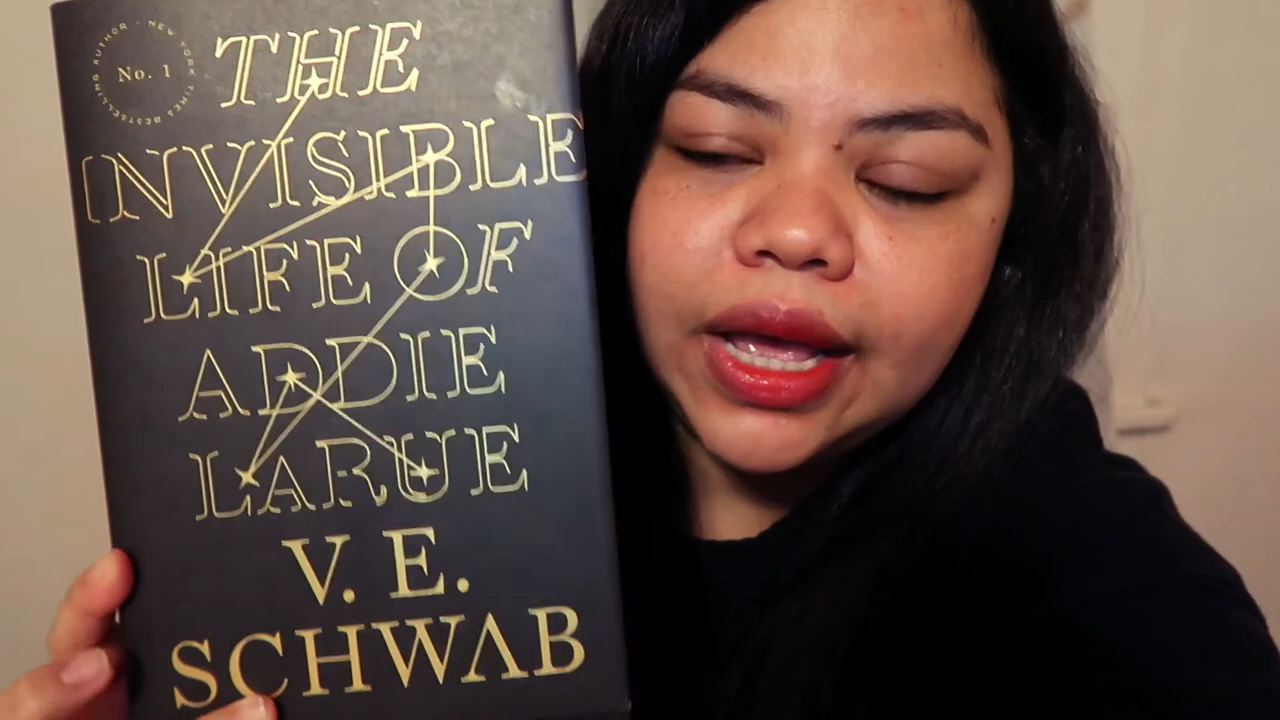 AUTHOR · NEW YORK TIMES BESTSELLING
No. 1
THE
INVISIBLE
LIFE OF
ADDIE
LARUE
V. E.
SCHWAB